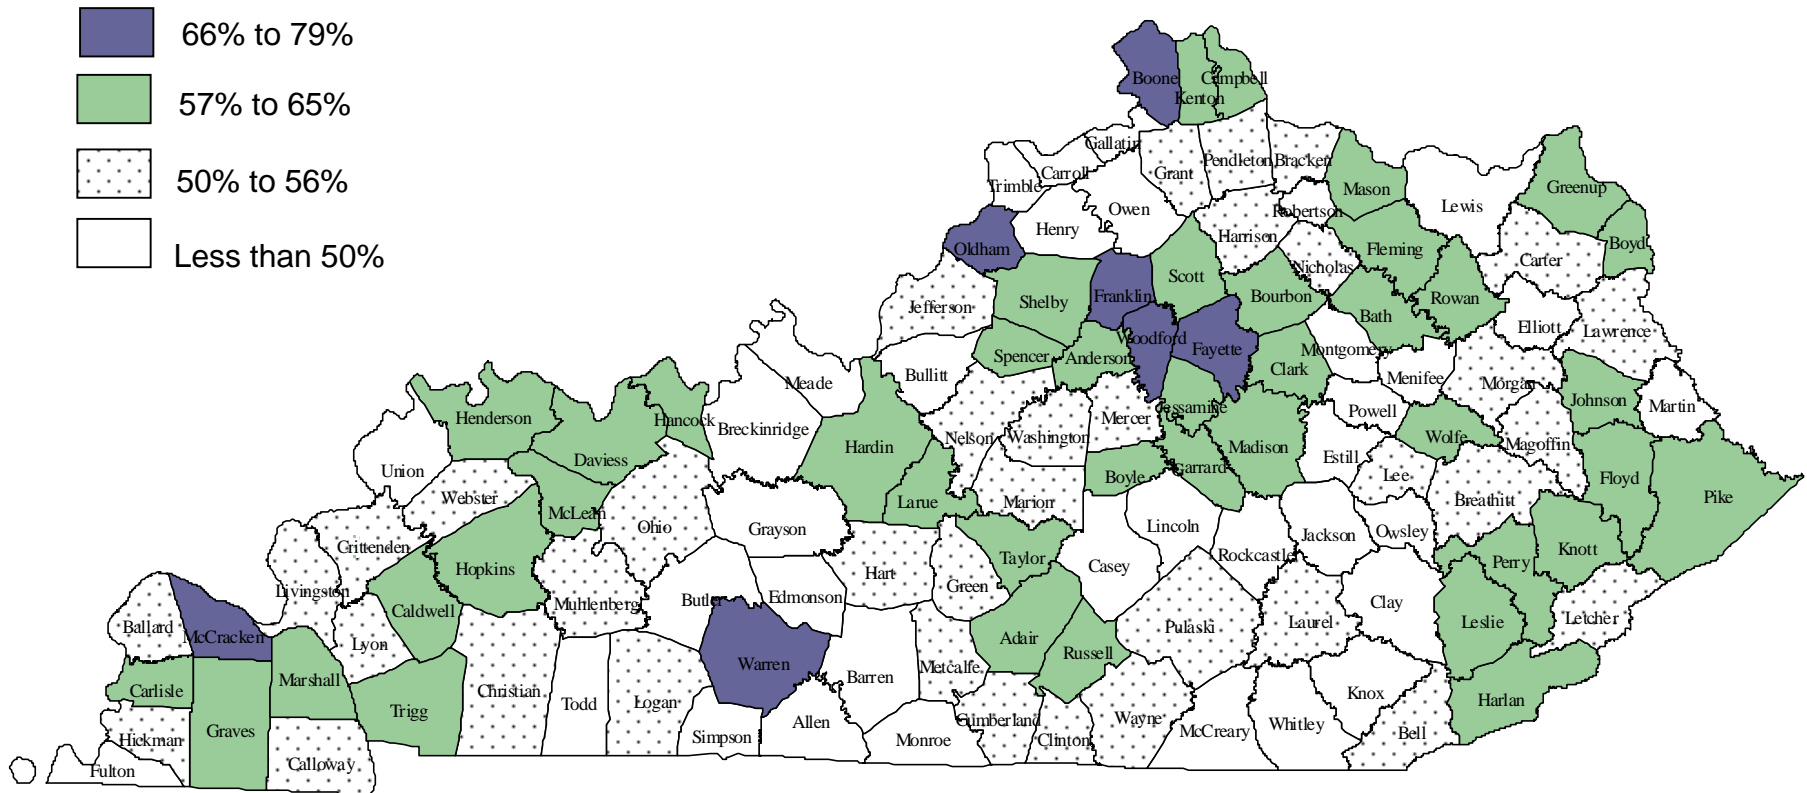 66% to 79%
57% to 65%
50% to 56%
Less than 50%
Boone
Campbell
Kenton
Gallatin
Carroll
Trimble
Grant
Pendleton
Bracken
Mason
Lewis
Greenup
Owen
Robertson
Henry
Harrison
Oldham
Fleming
Boyd
Carter
Nicholas
Scott
Franklin
Bourbon
Shelby
Jefferson
Rowan
Bath
Elliott
Lawrence
Woodford
Fayette
Spencer
Anderson
Montgomery
Clark
Bullitt
Menifee
Morgan
Meade
Johnson
Martin
Jessamine
Powell
Mercer
Henderson
Hancock
Breckinridge
Nelson
Washington
Wolfe
Magoffin
Hardin
Madison
Daviess
Estill
Garrard
Boyle
Union
Lee
Floyd
Pike
Webster
Larue
Marion
Breathitt
McLean
Ohio
Grayson
Lincoln
Owsley
Jackson
Crittenden
Taylor
Rockcastle
Knott
Perry
Hopkins
Hart
Green
Casey
Livingston
Butler
Edmonson
Muhlenberg
Clay
Caldwell
Letcher
Ballard
McCracken
Lyon
Adair
Pulaski
Laurel
Leslie
Russell
Warren
Metcalfe
Barren
Carlisle
Marshall
Christian
Knox
Todd
Logan
Harlan
Trigg
Allen
Cumberland
Wayne
Graves
McCreary
Whitley
Bell
Hickman
Simpson
Monroe
Clinton
Calloway
Fulton